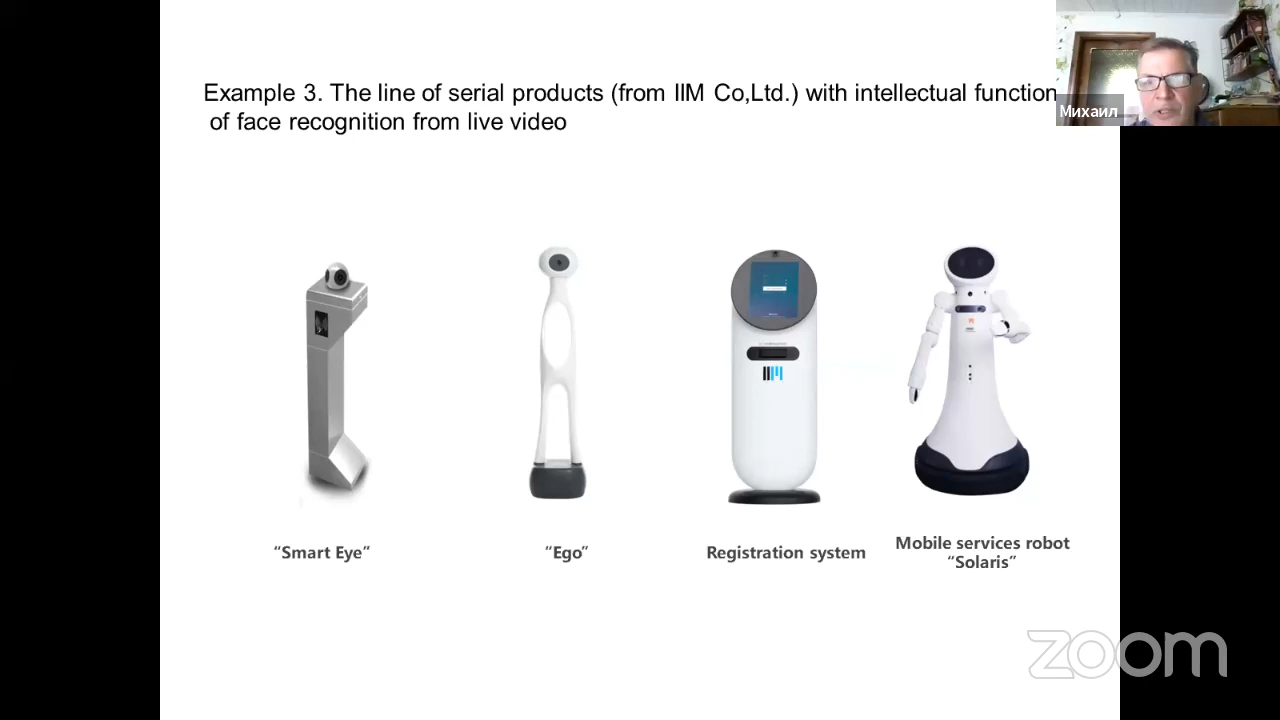 Example 3. The line of serial products (from IIM Co,Ltd.) with intellectual function
of face recognition from live video
Михаил
IIM
“Smart Eye”
“Ego”
Registration system
Mobile services robot
“Solaris”
zoom